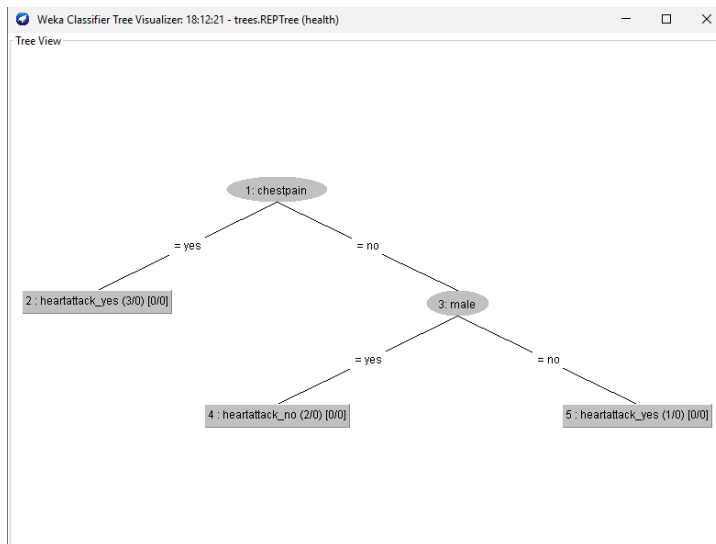 Weka Classifier Tree Visualizer: 18:12:21 - trees.REPTree (health)
Tree View
1: chestpain
= yes
= no
2 : heartattack_yes (3/0) [0/0]
3: male
= yes
= no
4 : heartattack_no (2/0) [0/0]
5 : heartattack_yes (1/0) [0/0]